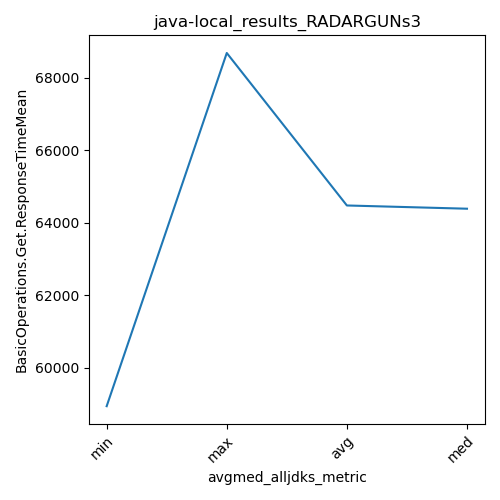 java-local_results_RADARGUNs3
BasicOperations.Get.ResponseTimeMean
68000
66000
64000
62000
60000
min
max
avg
med
avgmed_alljdks_metric